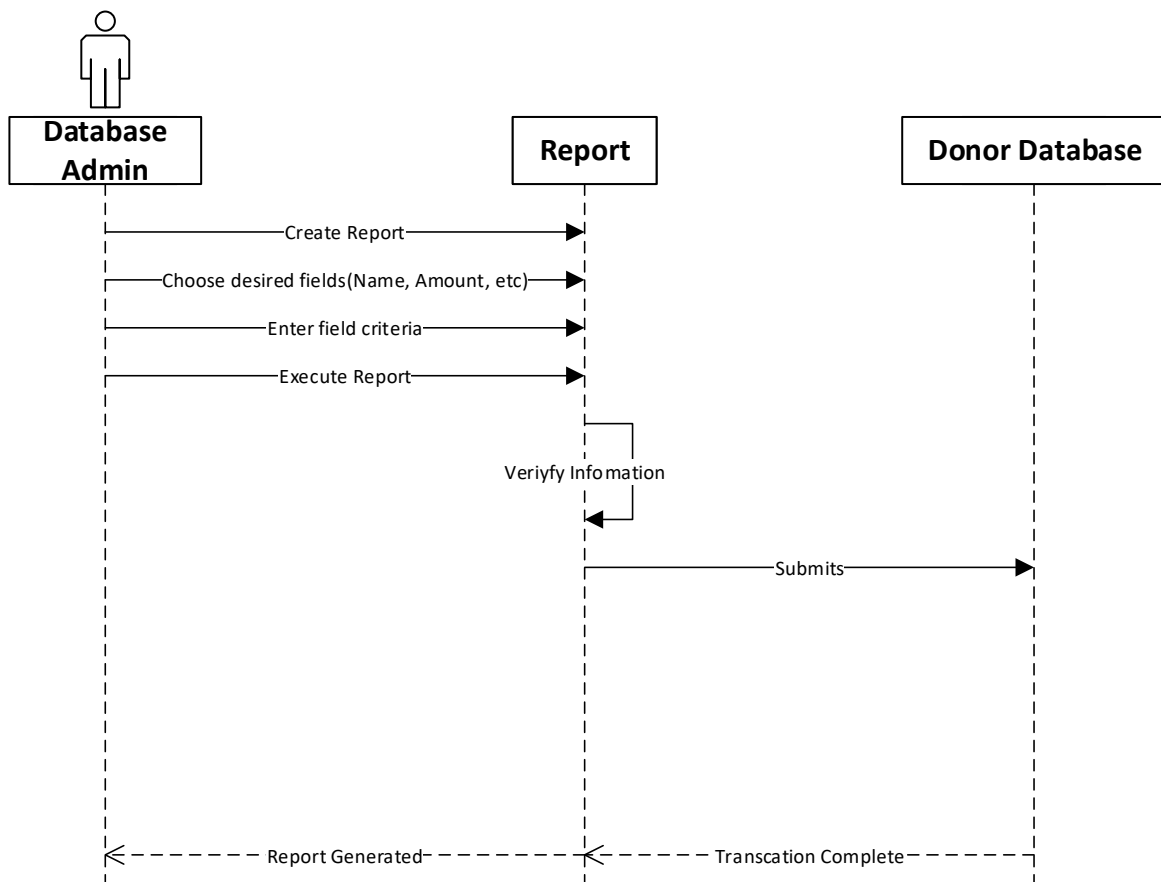 Database
Admin
Report
Donor Database
Create Report
Choose desired fields(Name, Amount, etc)
Enter field criteria
Execute Report
Veriyfy Infomation
Submits
Report Generated
Transcation Complete